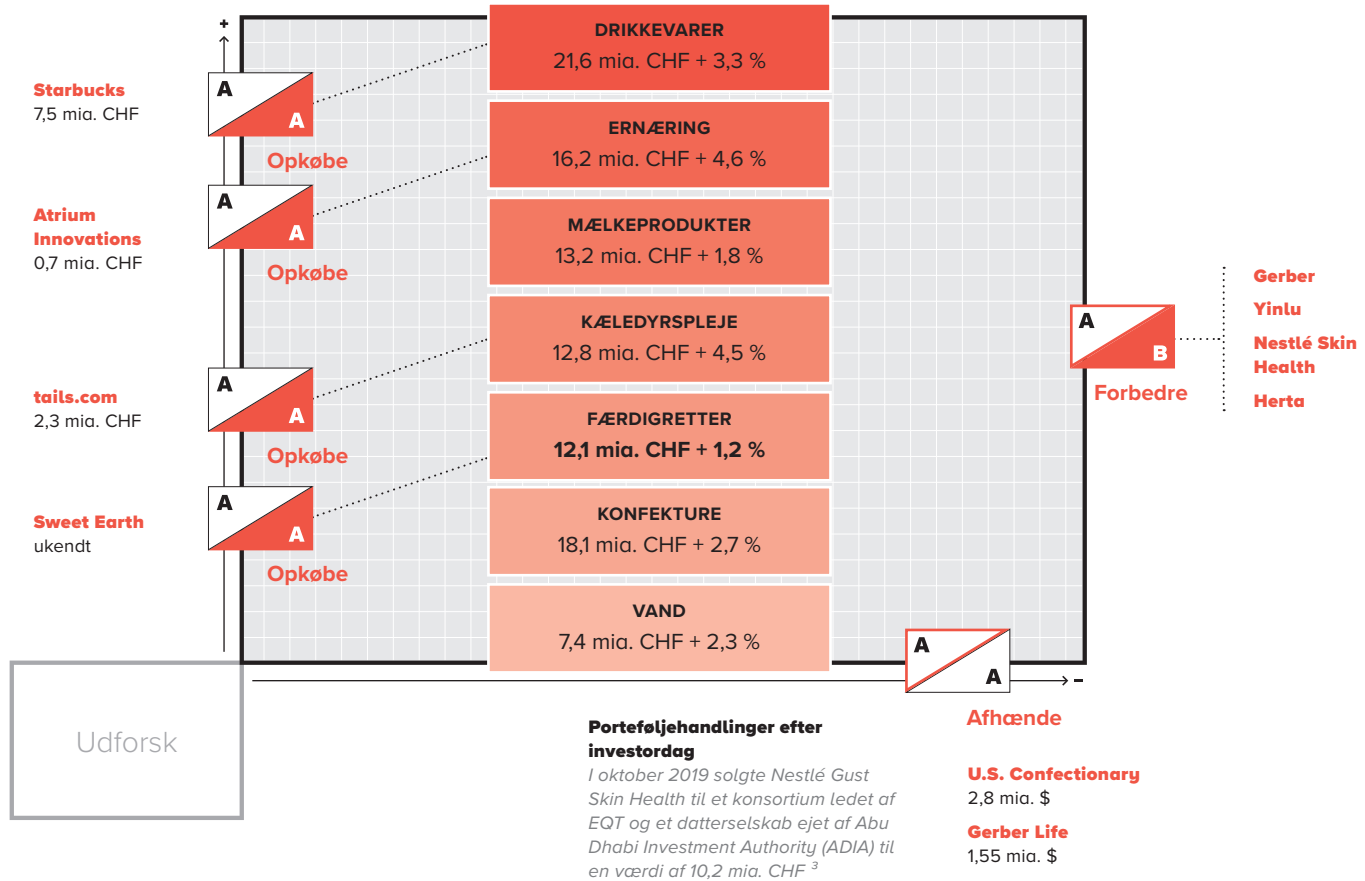 +
DRIKKEVARER
21,6 mia. CHF + 3,3 %
Starbucks
7,5 mia. CHF
A
A
Opkøbe
ERNÆRING
16,2 mia. CHF + 4,6 %
Atrium
Innovations
0,7 mia. CHF
A
A
Opkøbe
MÆLKEPRODUKTER
13,2 mia. CHF + 1,8 %
KÆLEDYRSPLEJE
12,8 mia. CHF + 4,5 %
tails.com
2,3 mia. CHF
A
A
Opkøbe
FÆRDIGRETTER
12,1 mia. CHF + 1,2 %
Sweet Earth
ukendt
A
A
Opkøbe
KONFEKTURE
18,1 mia. CHF + 2,7 %
VAND
7,4 mia. CHF + 2,3 %
A
B
Forbedre
Gerber
Yinlu
Nestlé Skin
Health
Herta
A
A
–
Afhænde
U.S. Confectionary
2,8 mia. $
Gerber Life
1,55 mia. $
Udforsk
Porteføljehandlinger efter
investordag
I oktober 2019 solgte Nestlé Gust
Skin Health til et konsortium ledet af
EQT og et datterselskab ejet af Abu
Dhabi Investment Authority (ADIA) til
en værdi af 10,2 mia. CHF ³